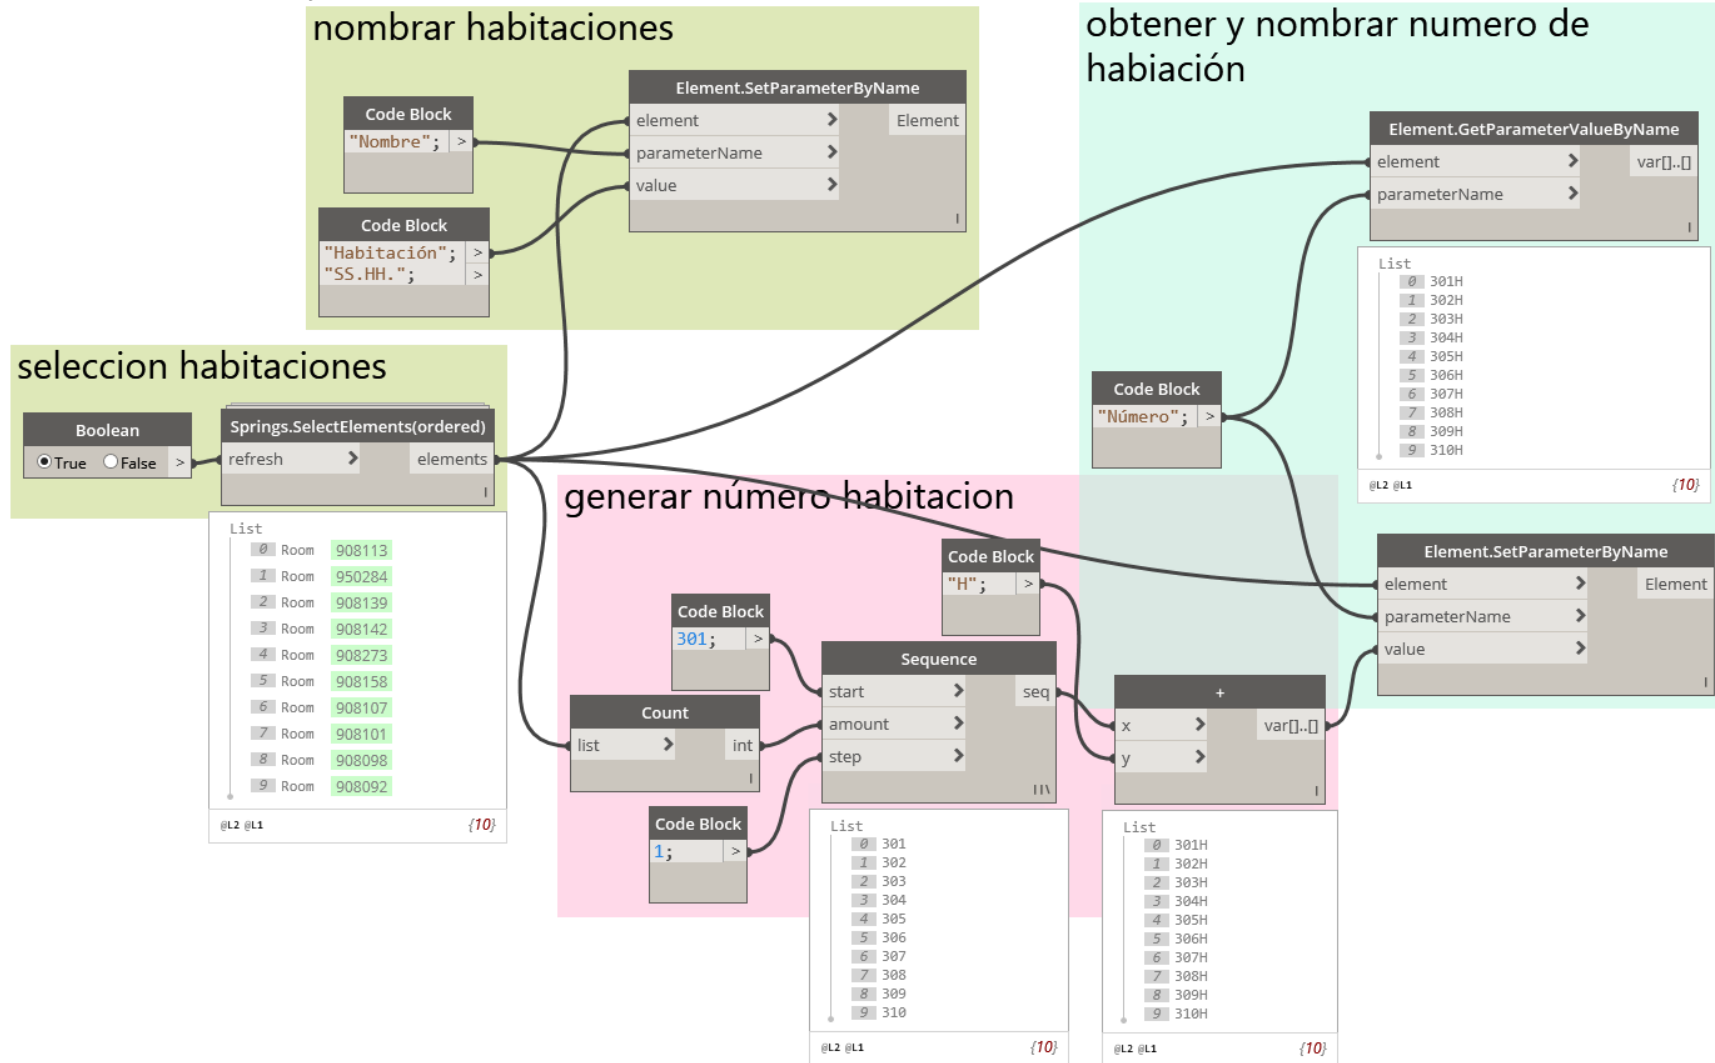 nombrar habitaciones
Code Block
"Nombre"; >
Code Block
"Habitación"; >
"SS.HH."; >
Element.SetParameterByName
element > Element
parameterName >
value >
seleccion habitaciones
Boolean
True False >
Springs.SelectElements(ordered)
refresh > elements
List
0 Room 908113
1 Room 950284
2 Room 908139
3 Room 908142
4 Room 908273
5 Room 908158
6 Room 908107
7 Room 908101
8 Room 908098
9 Room 908092
@L2 @L1 {10}
generar número habitacion
Code Block
"H"; >
Code Block
301; >
Count
list > int
Code Block
1; >
Sequence
start > seq
amount >
step >
List
0 301
1 302
2 303
3 304
4 305
5 306
6 307
7 308
8 309
9 310
@L2 @L1 {10}
+
x > var[]..[]
y >
List
0 301H
1 302H
2 303H
3 304H
4 305H
5 306H
6 307H
7 308H
8 309H
9 310H
@L2 @L1 {10}
obtener y nombrar numero de
habiación
Element.GetParameterValueByName
element > var[]..[]
parameterName >
List
0 301H
1 302H
2 303H
3 304H
4 305H
5 306H
6 307H
7 308H
8 309H
9 310H
@L2 @L1 {10}
Code Block
"Número"; >
Element.SetParameterByName
element > Element
parameterName >
value >